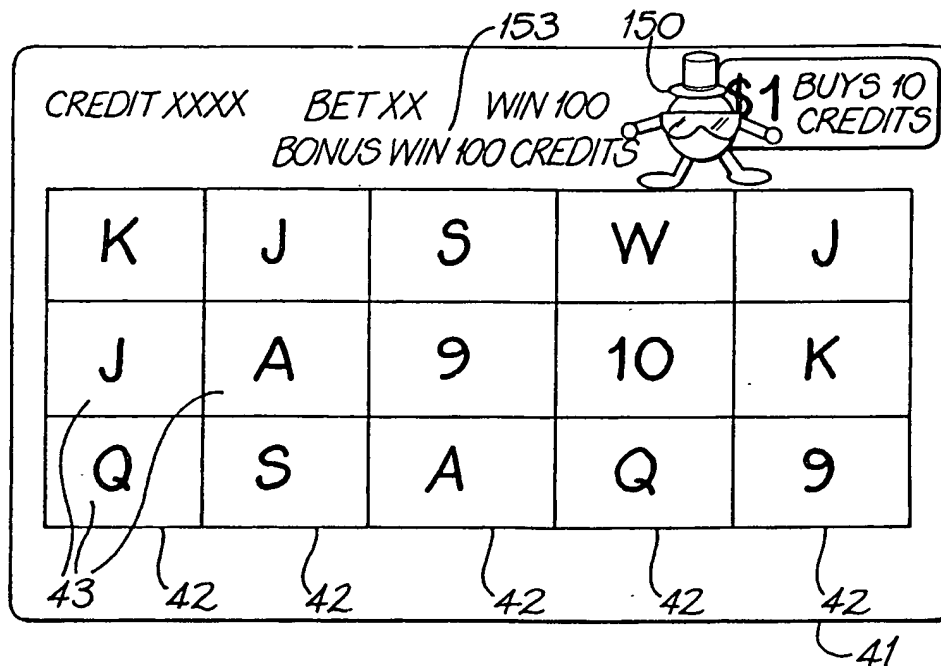 153 150
CREDIT XXXX BET XX WIN 100 $1 BUYS 10
CREDITS
BONUS WIN 100 CREDITS
K J S W J
J A 9 10 K
Q S A Q 9
43 42 42 42 42 42
41